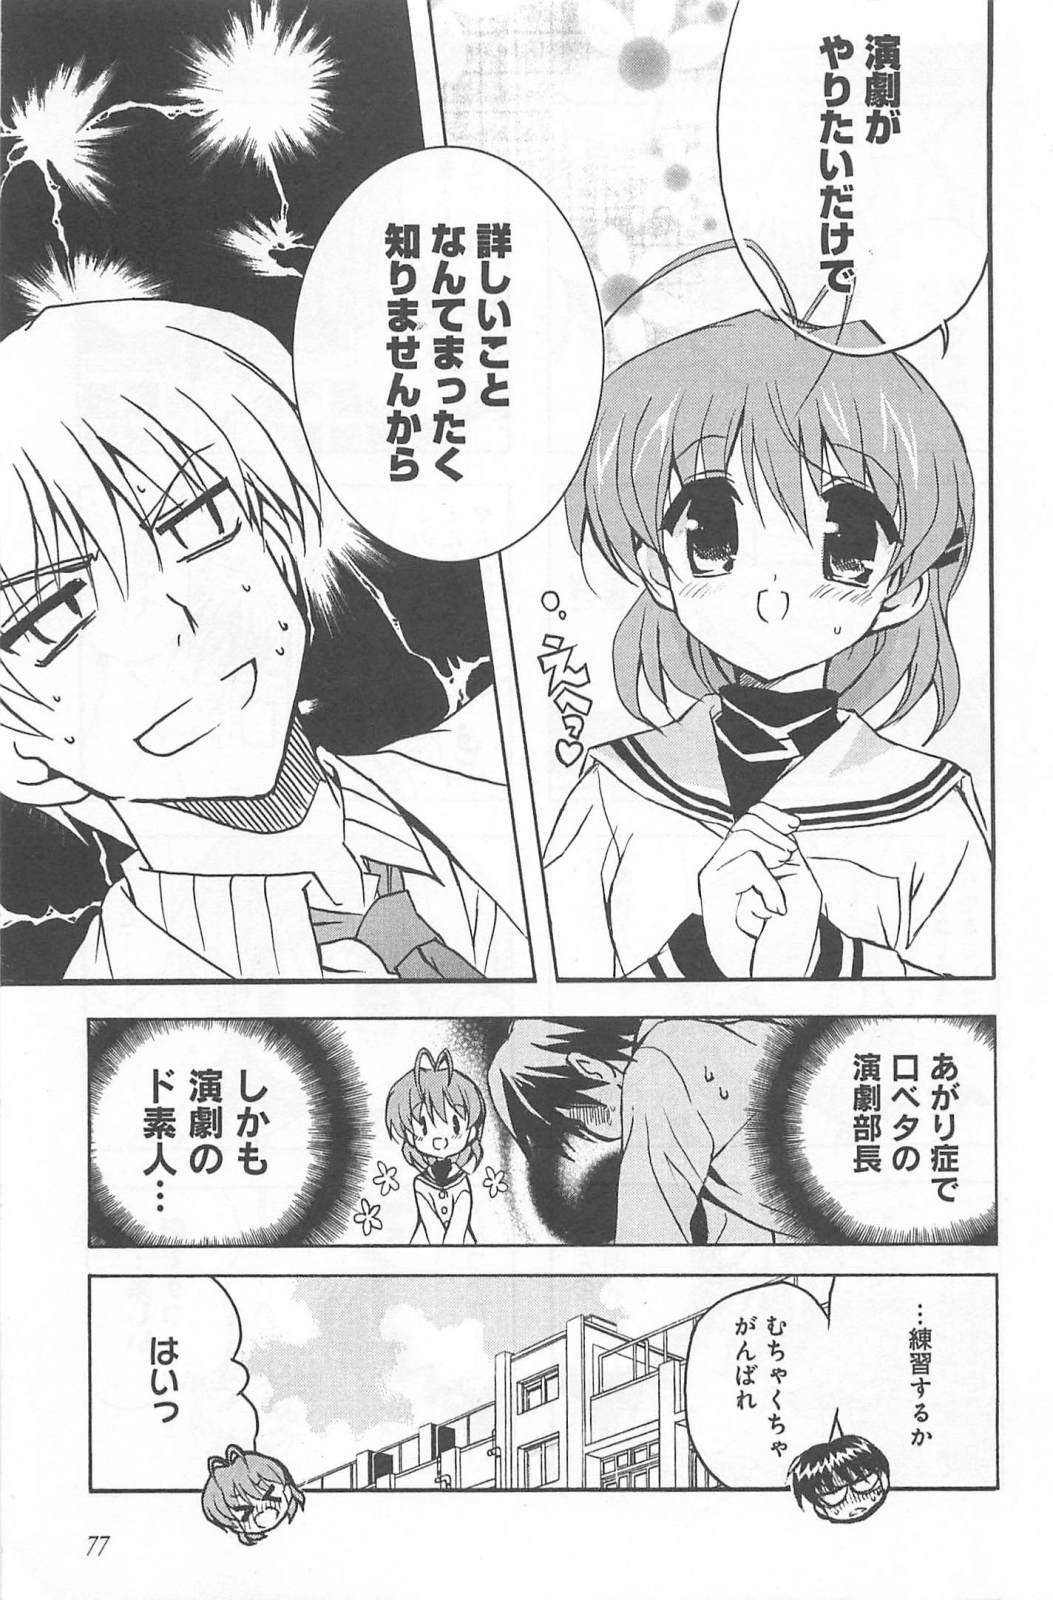 演劇が
やりたいだけで
詳しいこと
なんてまったく
知りませんから
えへっ♡
あがり症で
口ベタの
演劇部長
しかも
演劇の
ド素人…
…練習するか
むちゃくちゃ
がんばれ
はいっ
77